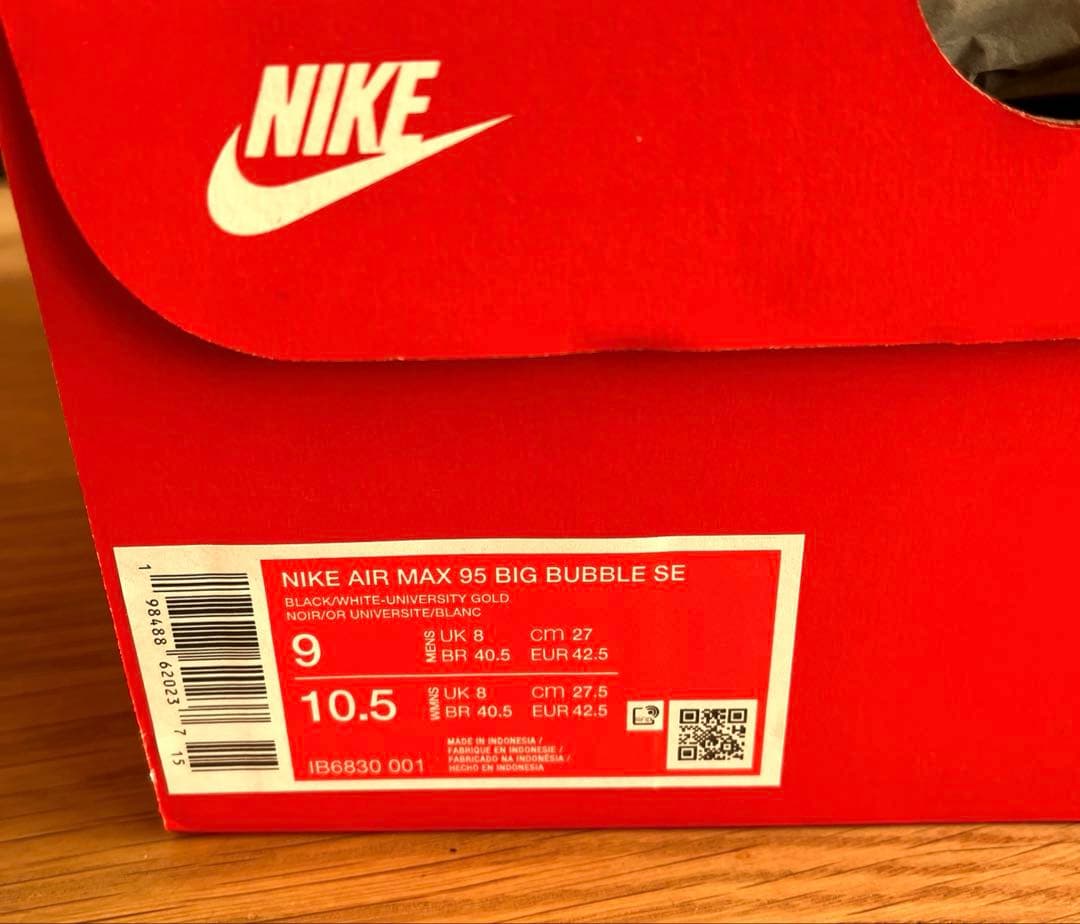 NIKE
NIKE AIR MAX 95 BIG BUBBLE SE
BLACK/WHITE-UNIVERSITY GOLD
NOIR/OR UNIVERSITE/BLANC
9 MENS UK 8 cm 27
BR 40.5 EUR 42.5
10.5 WMNS UK 8 cm 27.5
BR 40.5 EUR 42.5
IB6830 001
MADE IN INDONESIA /
FABRIQUE EN INDONESIE /
FABRICADO NA INDONÉSIA /
HECHO EN INDONESIA
1 98488 62023 7 15